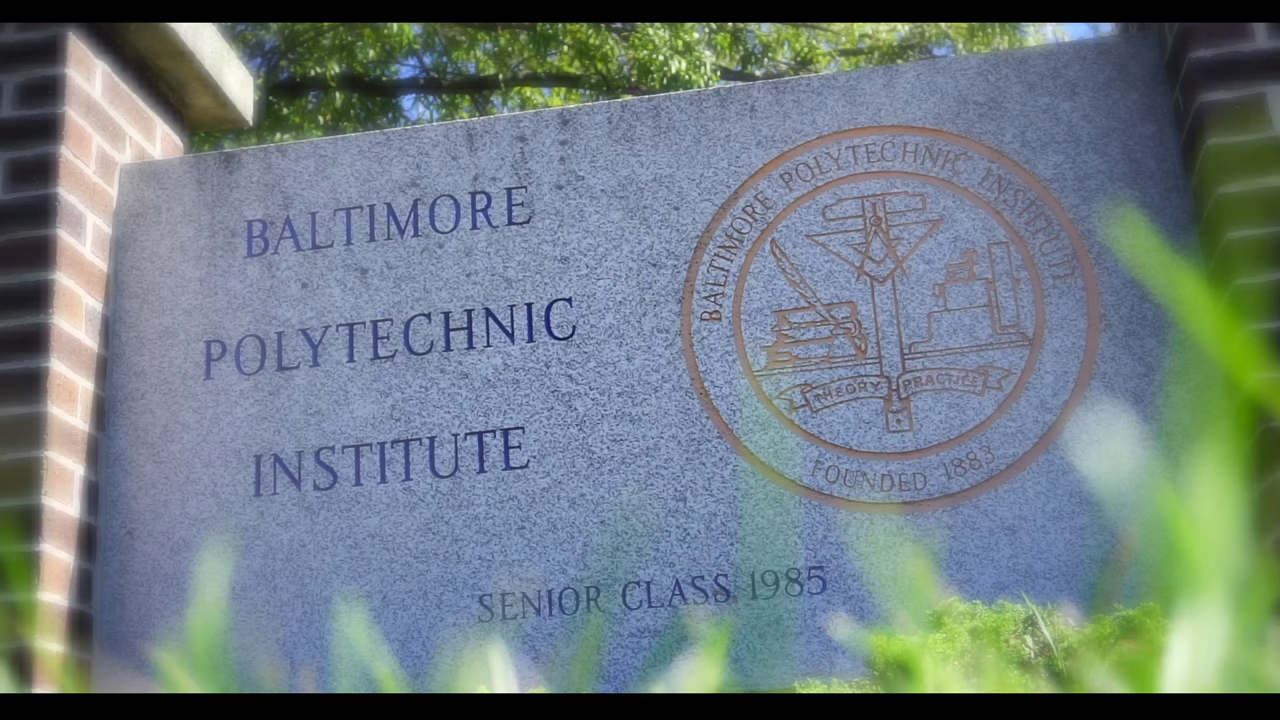 BALTIMORE
POLYTECHNIC
INSTITUTE
BALTIMORE POLYTECHNIC INSTITUTE
THEORY PRACTICE
FOUNDED 1883
SENIOR CLASS 1985